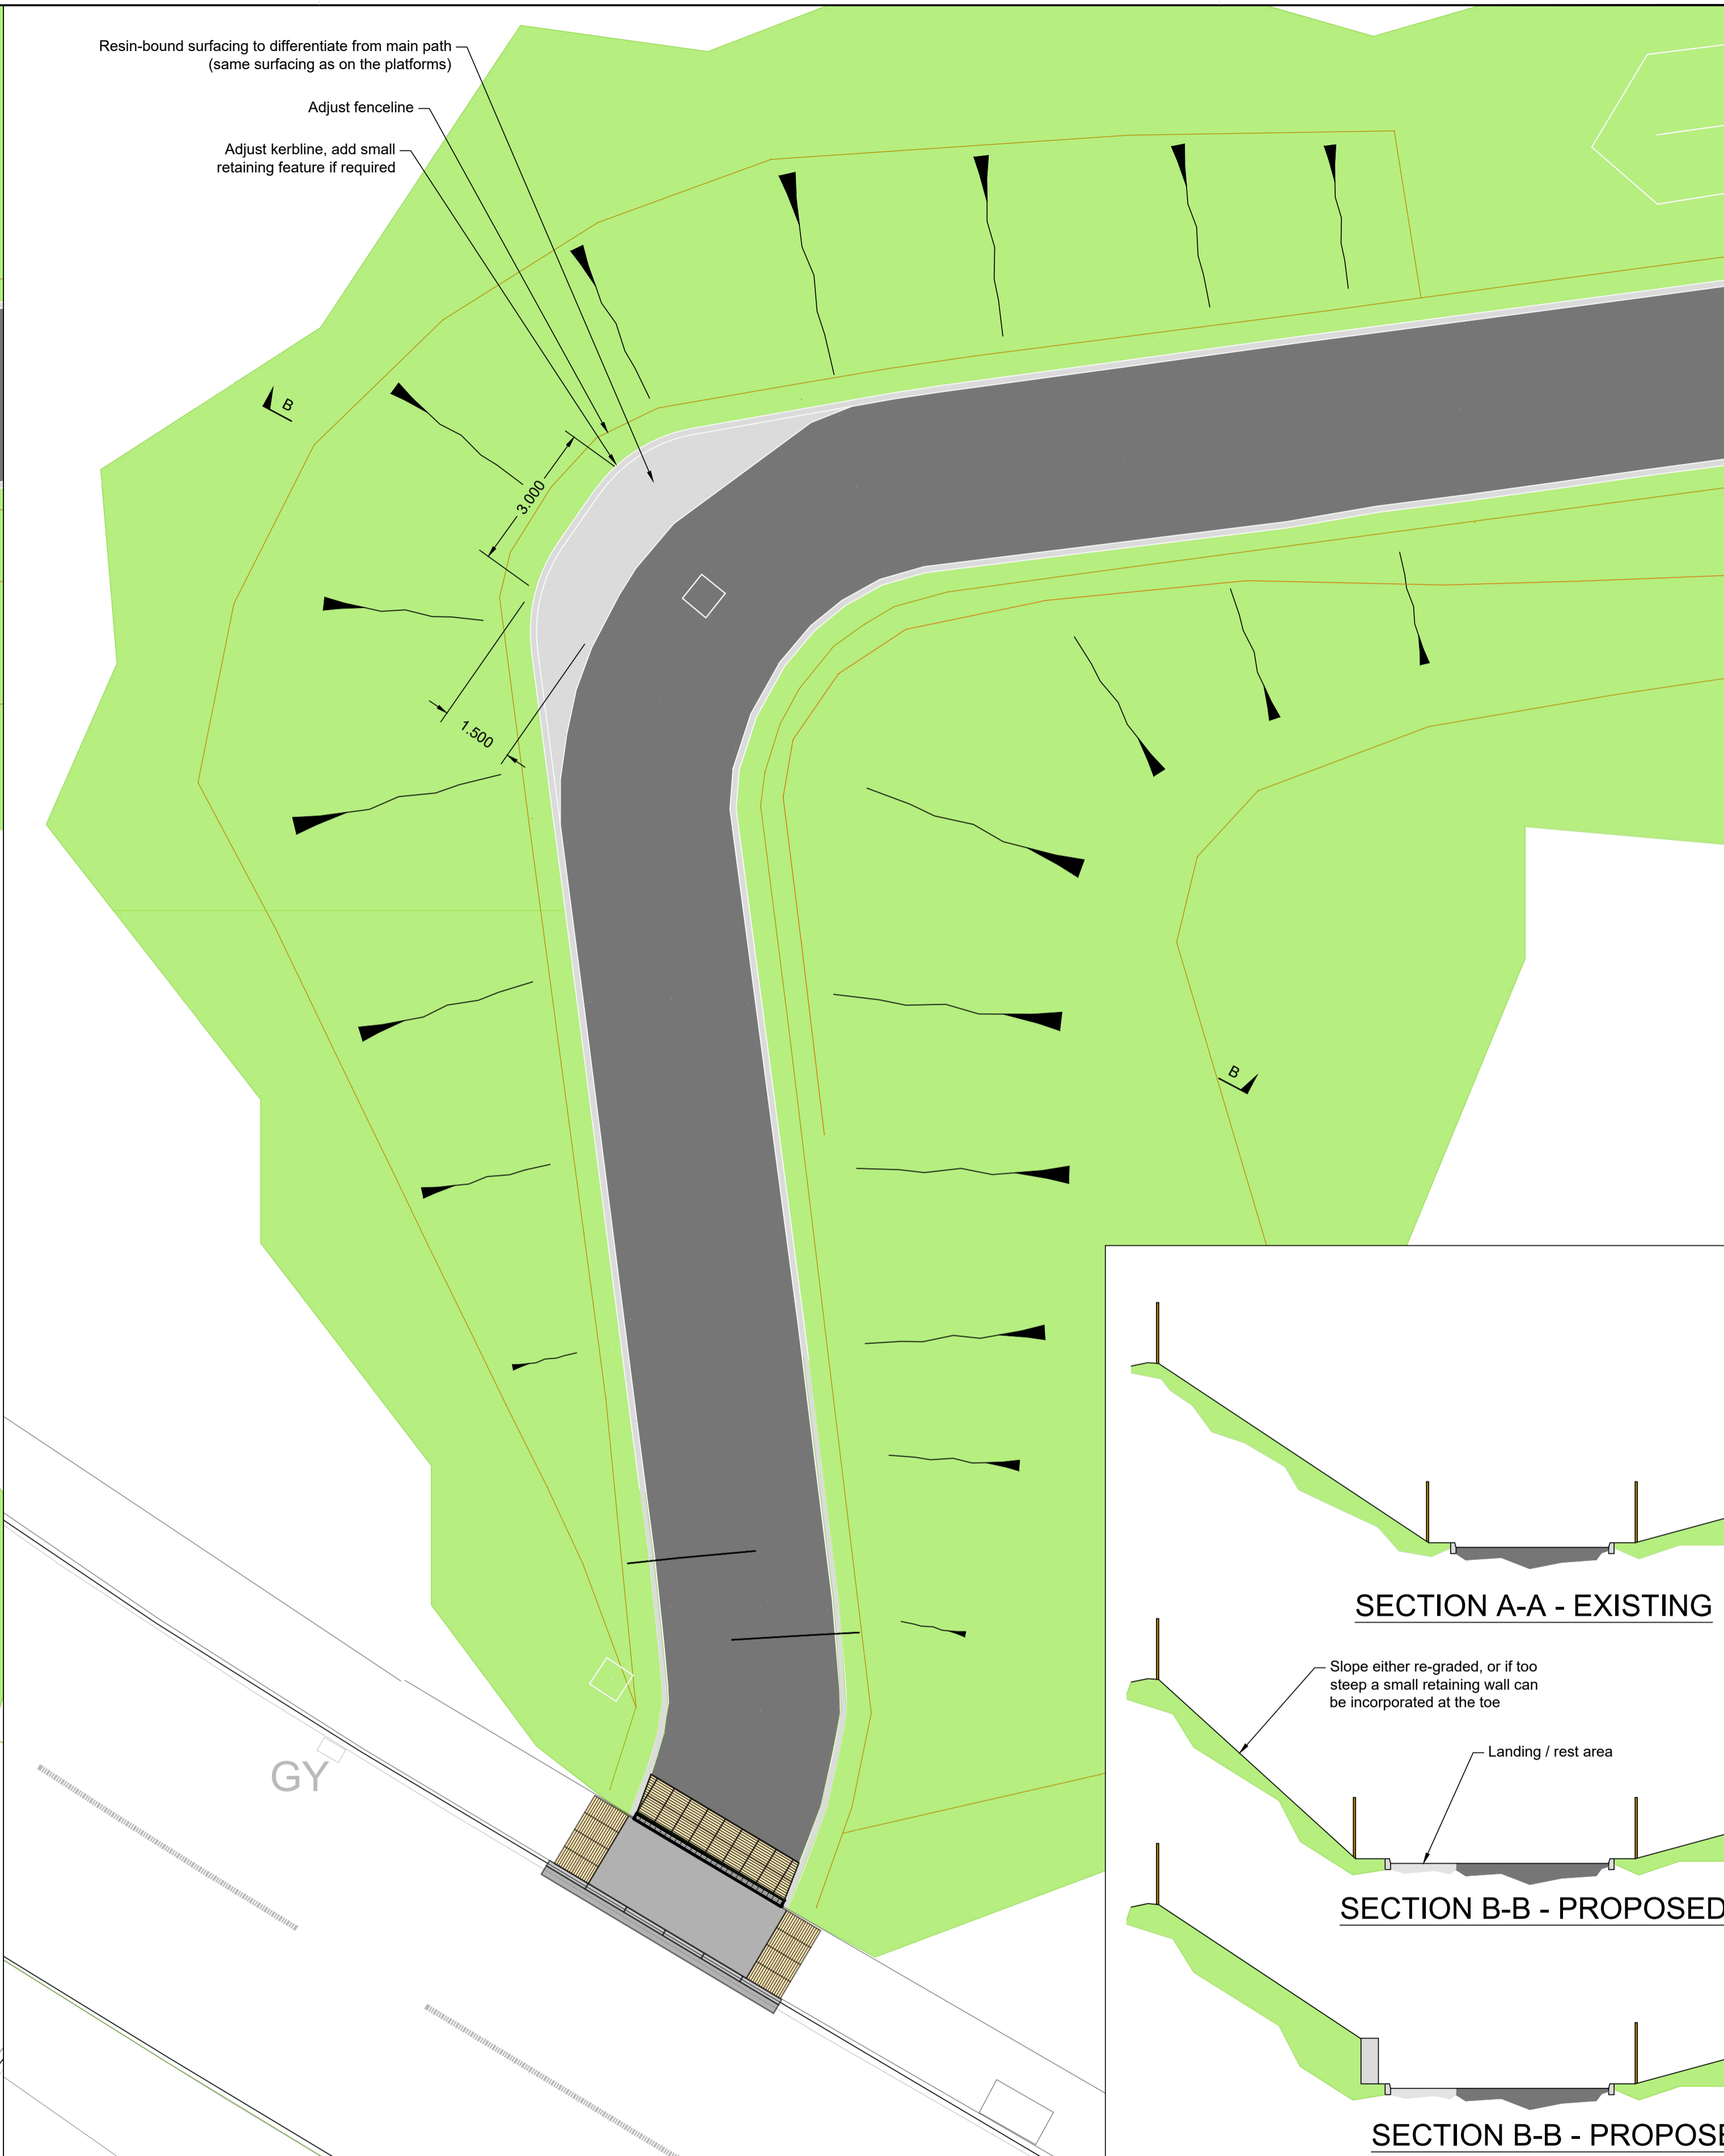 Resin-bound surfacing to differentiate from main path
(same surfacing as on the platforms)
Adjust fenceline
Adjust kerbline, add small
retaining feature if required
B
3.000
1.500
B
GY
SECTION A-A - EXISTING
Slope either re-graded, or if too
steep a small retaining wall can
be incorporated at the toe
Landing / rest area
SECTION B-B - PROPOSED
SECTION B-B - PROPOS